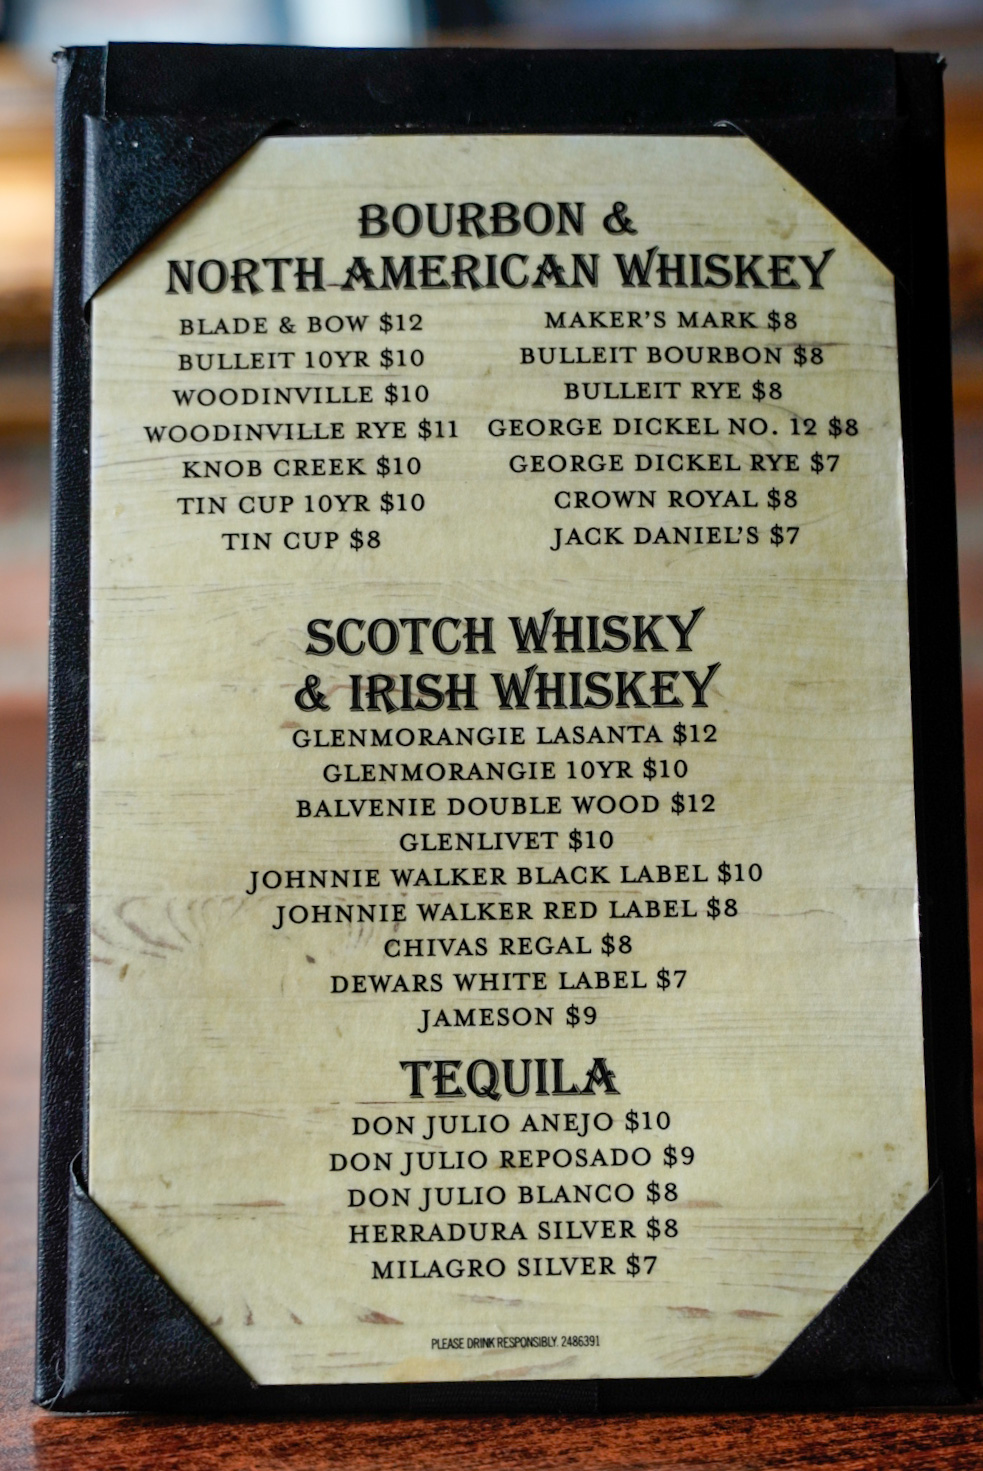 BOURBON &
NORTH AMERICAN WHISKEY
BLADE & BOW $12
BULLEIT 10YR $10
WOODINVILLE $10
WOODINVILLE RYE $11
KNOB CREEK $10
TIN CUP 10YR $10
TIN CUP $8
MAKER'S MARK $8
BULLEIT BOURBON $8
BULLEIT RYE $8
GEORGE DICKEL NO. 12 $8
GEORGE DICKEL RYE $7
CROWN ROYAL $8
JACK DANIEL'S $7
SCOTCH WHISKY
& IRISH WHISKEY
GLENMORANGIE LASANTA $12
GLENMORANGIE 10YR $10
BALVENIE DOUBLE WOOD $12
GLENLIVET $10
JOHNNIE WALKER BLACK LABEL $10
JOHNNIE WALKER RED LABEL $8
CHIVAS REGAL $8
DEWARS WHITE LABEL $7
JAMESON $9
TEQUILA
DON JULIO ANEJO $10
DON JULIO REPOSADO $9
DON JULIO BLANCO $8
HERRADURA SILVER $8
MILAGRO SILVER $7
PLEASE DRINK RESPONSIBLY. 2486391